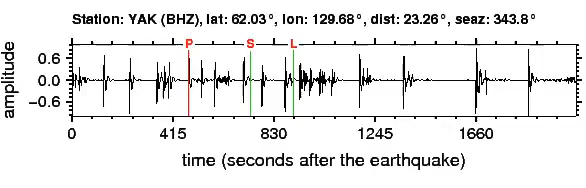 Station: YAK (BHZ), lat: 62.03°, lon: 129.68°, dist: 23.26°, seaz: 343.8°
P S L
amplitude
0.6
0.0
−0.6
0 415 830 1245 1660
time (seconds after the earthquake)